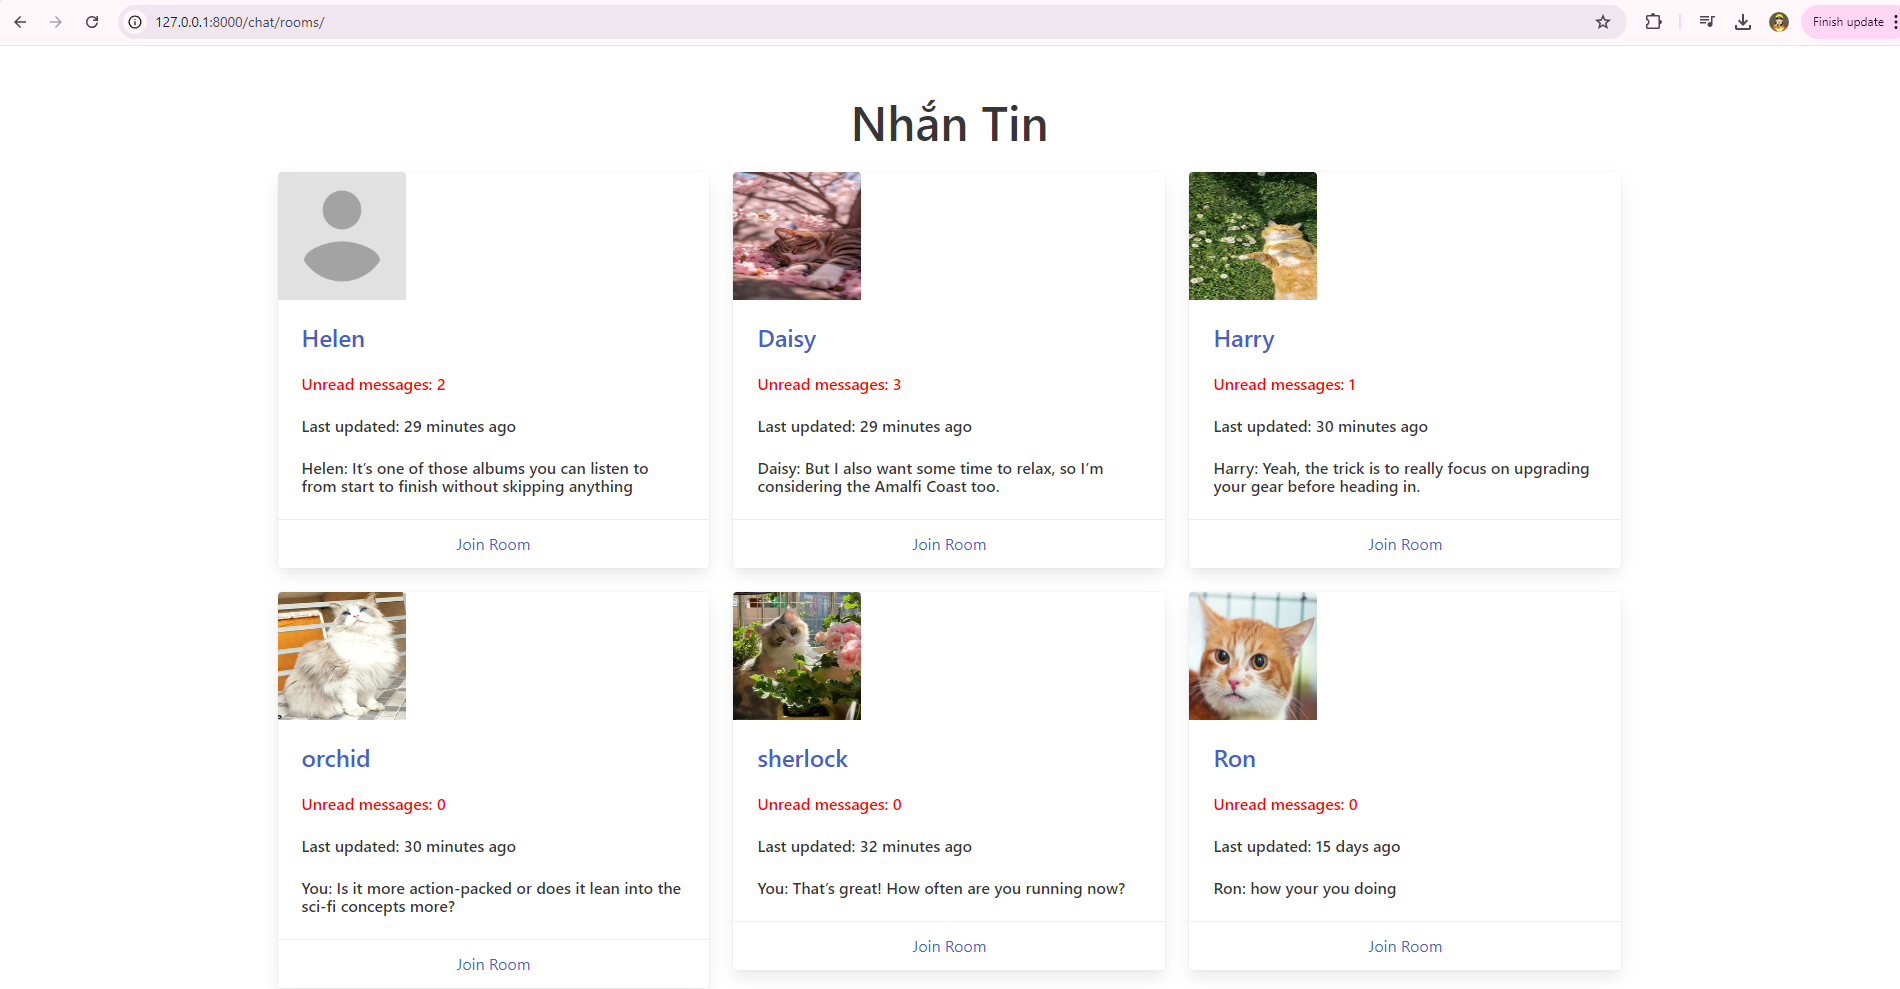 127.0.0.1:8000/chat/rooms/
Finish update
Nhắn Tin
Helen
Unread messages: 2
Last updated: 29 minutes ago
Helen: It’s one of those albums you can listen to
from start to finish without skipping anything
Join Room
Daisy
Unread messages: 3
Last updated: 29 minutes ago
Daisy: But I also want some time to relax, so I’m
considering the Amalfi Coast too.
Join Room
Harry
Unread messages: 1
Last updated: 30 minutes ago
Harry: Yeah, the trick is to really focus on upgrading
your gear before heading in.
Join Room
orchid
Unread messages: 0
Last updated: 30 minutes ago
You: Is it more action-packed or does it lean into the
sci-fi concepts more?
Join Room
sherlock
Unread messages: 0
Last updated: 32 minutes ago
You: That’s great! How often are you running now?
Join Room
Ron
Unread messages: 0
Last updated: 15 days ago
Ron: how your you doing
Join Room